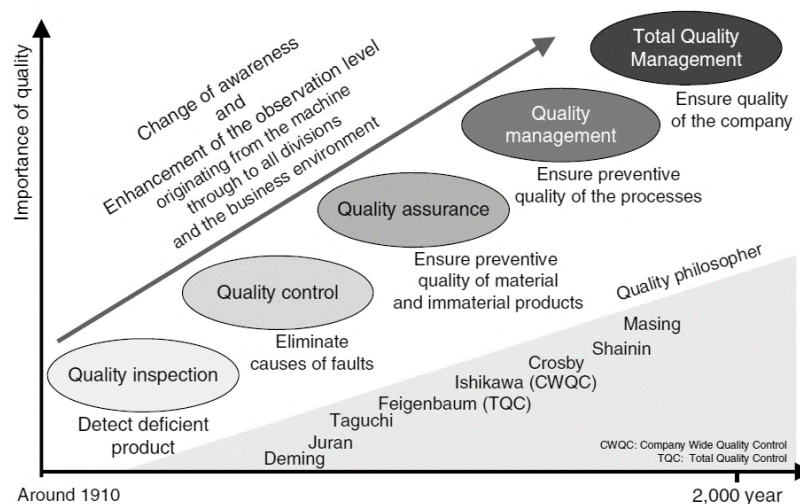 Importance of quality
Change of awareness
and
Enhancement of the observation level
originating from the machine
through to all divisions
and the business environment
Total Quality
Management
Ensure quality
of the company
Quality
management
Ensure preventive
quality of the processes
Quality assurance
Ensure preventive
quality of material
and immaterial products
Quality control
Eliminate
causes of faults
Quality inspection
Detect deficient
product
Quality philosopher
Masing
Shainin
Crosby
Ishikawa (CWQC)
Feigenbaum (TQC)
Taguchi
Juran
Deming
CWQC: Company Wide Quality Control
TQC: Total Quality Control
Around 1910
2,000 year